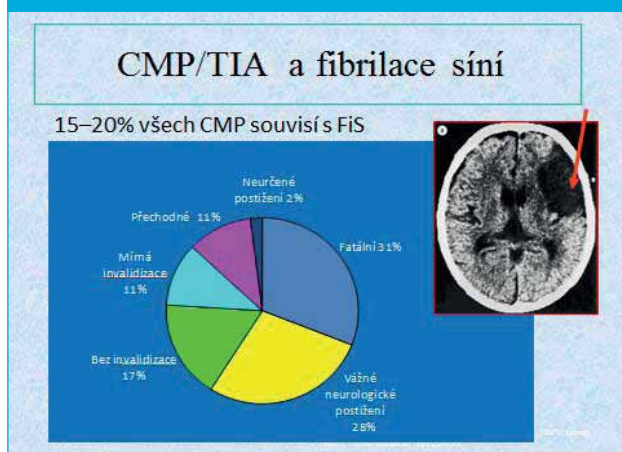 CMP/TIA a fibrilace síní
15–20% všech CMP souvisí s FiS
Neurčené
postižení 2%
Přechodné 11%
Fatální 31%
Mírná
invalidizace
11%
Bez invalidizace
17%
Vážné
neurologické
postižení
28%